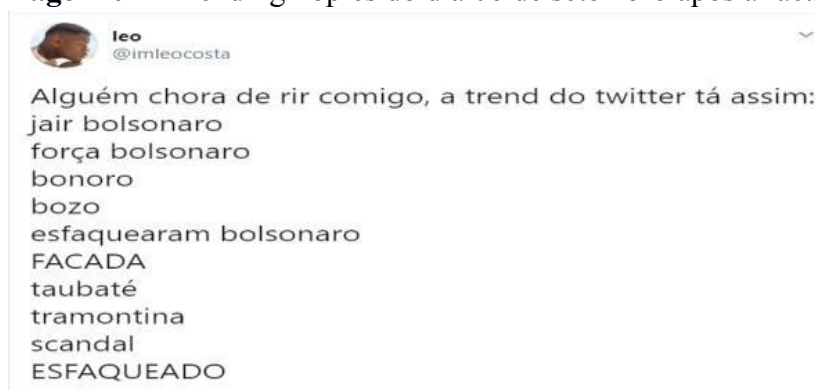 leo
@imleocosta
Alguém chora de rir comigo, a trend do twitter tá assim:
jair bolsonaro
força bolsonaro
bonoro
bozo
esfaquearam bolsonaro
FACADA
taubaté
tramontina
scandal
ESFAQUEADO